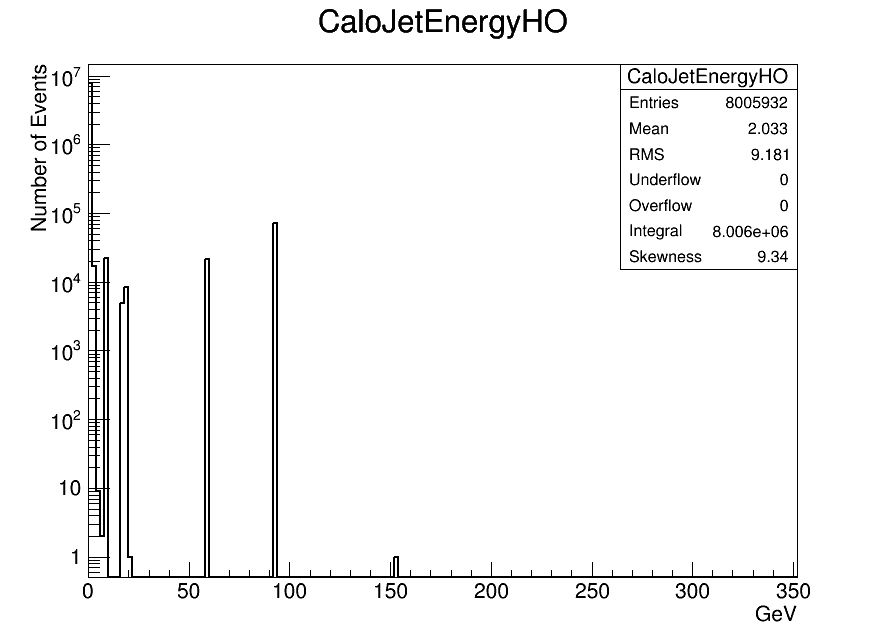 CaloJetEnergyHO
Number of Events
10^7
10^6
10^5
10^4
10^3
10^2
10
1
CaloJetEnergyHO
Entries 8005932
Mean 2.033
RMS 9.181
Underflow 0
Overflow 0
Integral 8.006e+06
Skewness 9.34
0 50 100 150 200 250 300 350
GeV